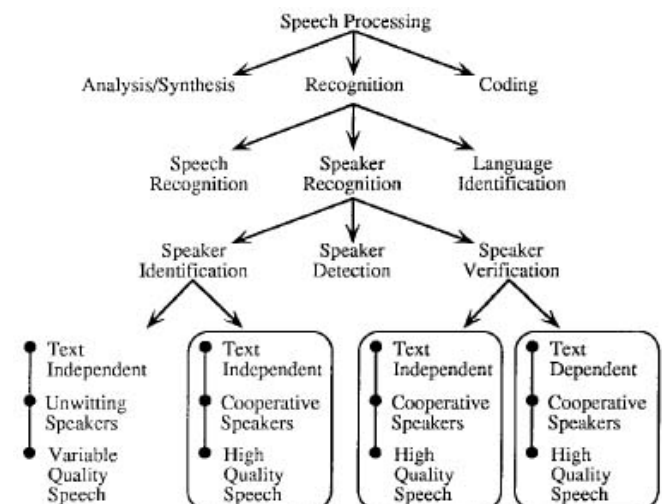 Speech Processing
Analysis/Synthesis Recognition Coding
Speech Recognition
Speaker Recognition
Language Identification
Speaker Identification
Speaker Detection
Speaker Verification
Text Independent
Unwitting Speakers
Variable Quality Speech
Text Independent
Cooperative Speakers
High Quality Speech
Text Independent
Cooperative Speakers
High Quality Speech
Text Dependent
Cooperative Speakers
High Quality Speech